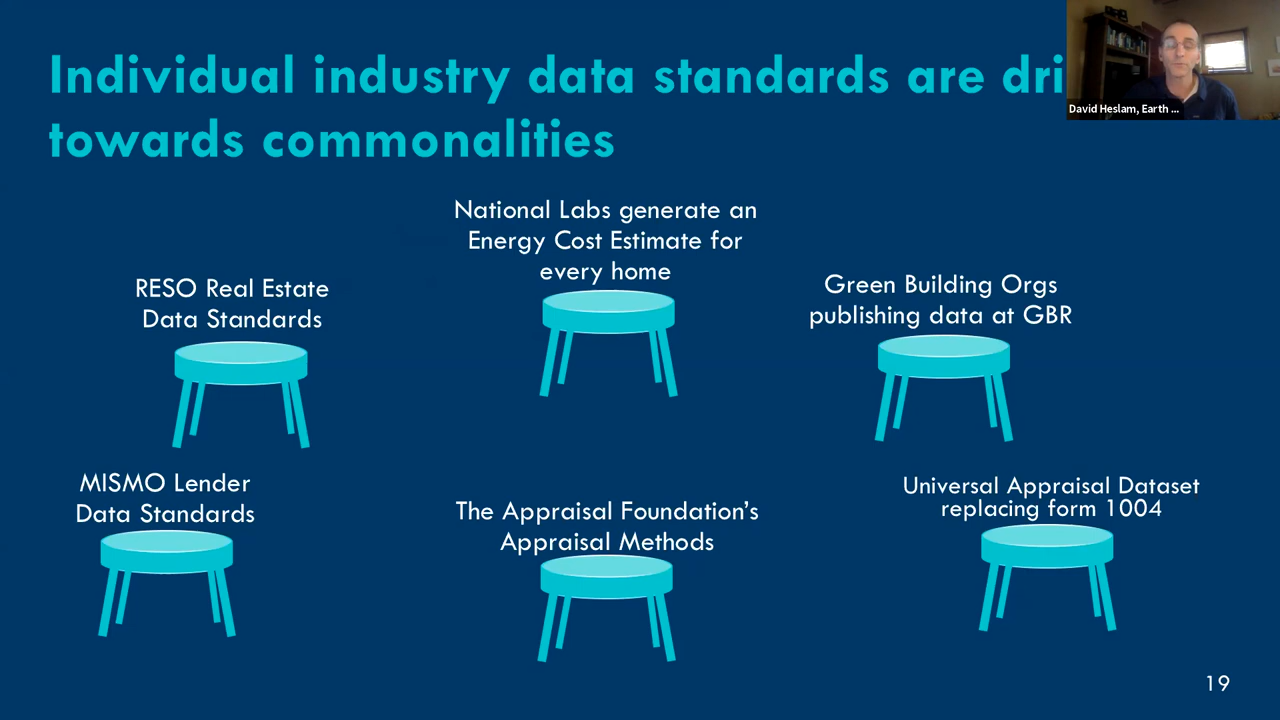 Individual industry data standards are dri
towards commonalities
David Heslam, Earth ...
National Labs generate an
Energy Cost Estimate for
every home
RESO Real Estate
Data Standards
Green Building Orgs
publishing data at GBR
MISMO Lender
Data Standards
The Appraisal Foundation’s
Appraisal Methods
Universal Appraisal Dataset
replacing form 1004
19